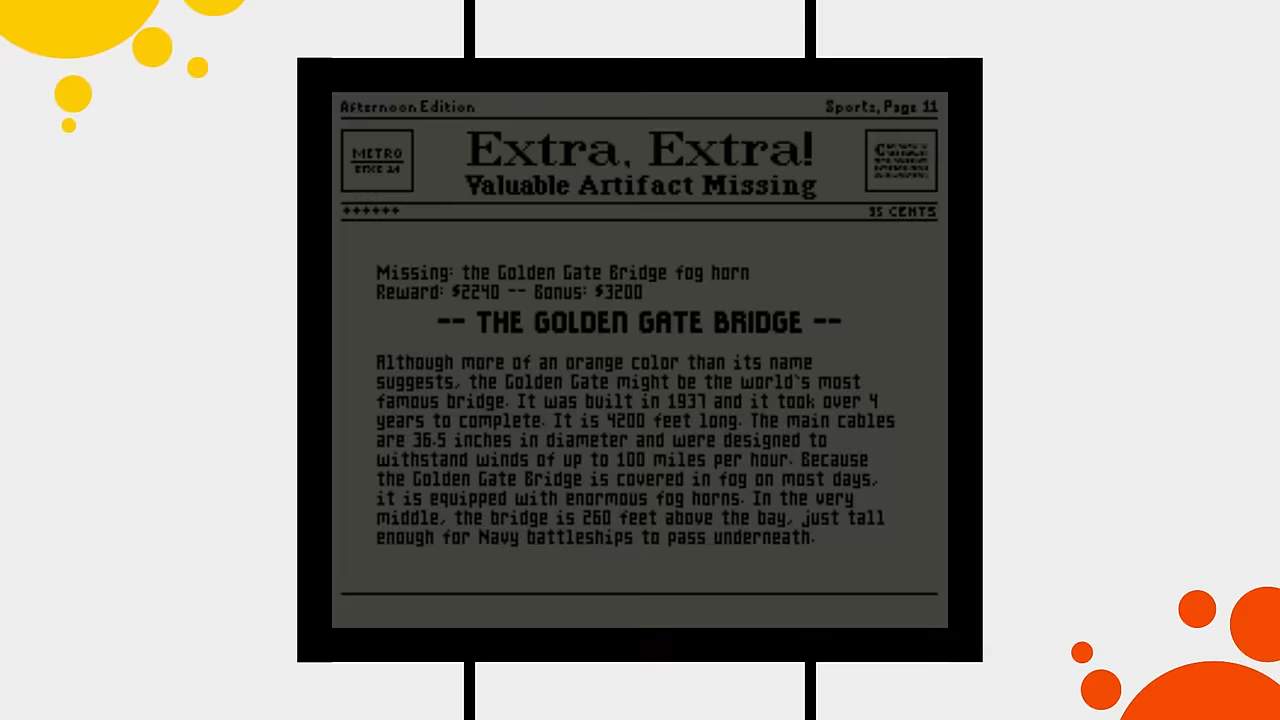 Afternoon Edition
Sports, Page 11
METRO
Extra, Extra!
Valuable Artifact Missing
++++++
35 CENTS
Missing: the Golden Gate Bridge fog horn
Reward: $2240 -- Bonus: $3200
-- THE GOLDEN GATE BRIDGE --
Although more of an orange color than its name
suggests, the Golden Gate might be the world's most
famous bridge. It was built in 1937 and it took over 4
years to complete. It is 4200 feet long. The main cables
are 36.5 inches in diameter and were designed to
withstand winds of up to 100 miles per hour. Because
the Golden Gate Bridge is covered in fog on most days,
it is equipped with enormous fog horns. In the very
middle, the bridge is 260 feet above the bay, just tall
enough for Navy battleships to pass underneath.